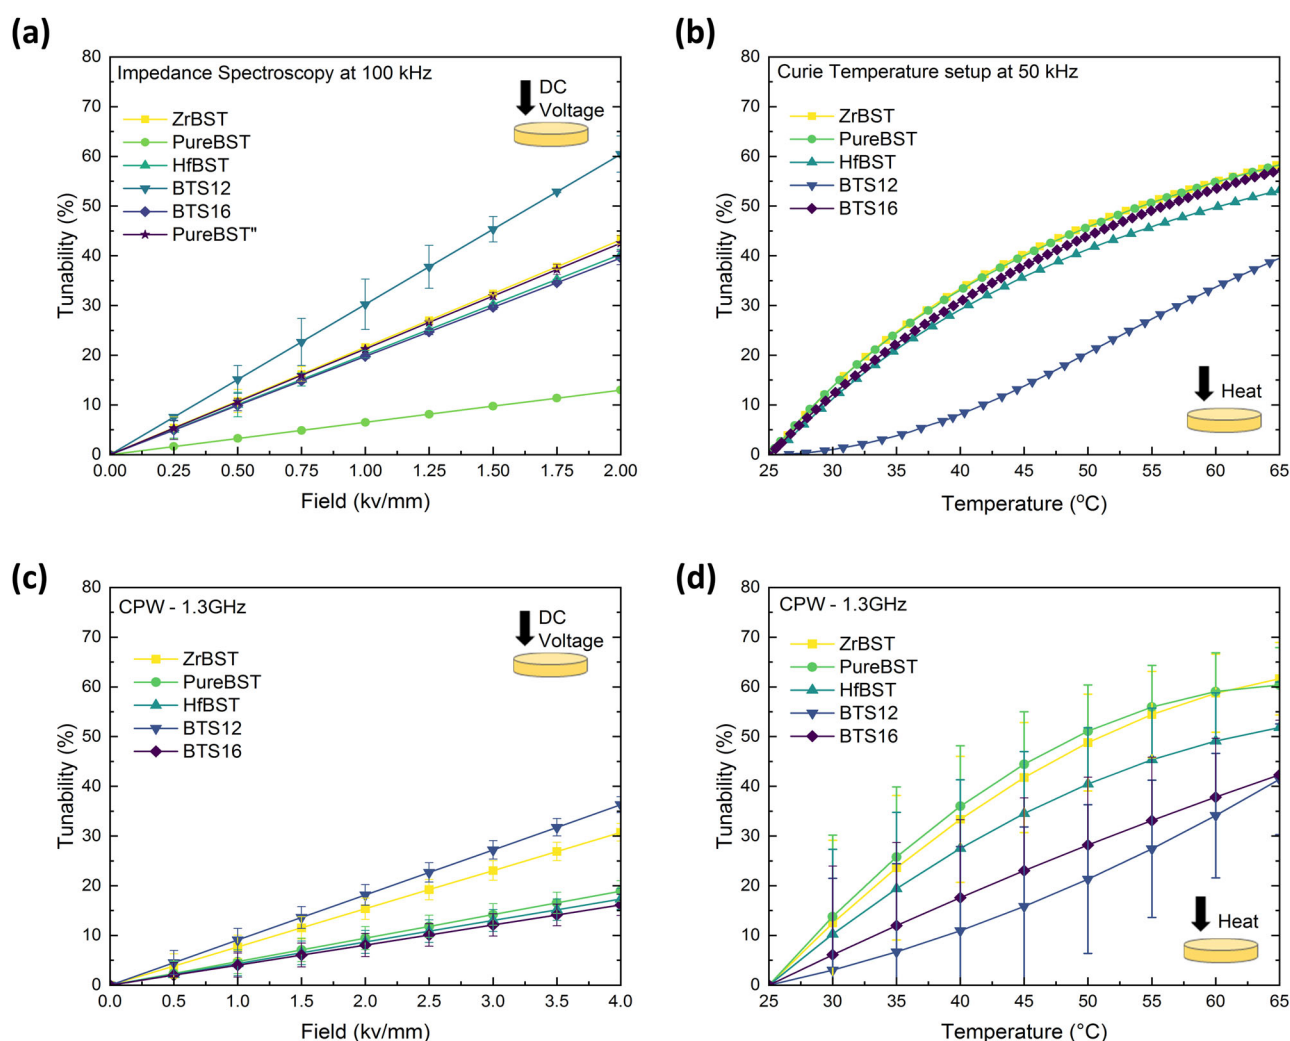 (a)
Impedance Spectroscopy at 100 kHz
DC
Voltage
ZrBST
PureBST
HfBST
BTS12
BTS16
PureBST"
80
70
60
50
40
30
20
10
0
Tunability (%)
0.00 0.25 0.50 0.75 1.00 1.25 1.50 1.75 2.00
Field (kv/mm)
(b)
Curie Temperature setup at 50 kHz
ZrBST
PureBST
HfBST
BTS12
BTS16
Heat
80
70
60
50
40
30
20
10
0
Tunability (%)
25 30 35 40 45 50 55 60 65
Temperature (°C)
(c)
CPW - 1.3GHz
DC
Voltage
ZrBST
PureBST
HfBST
BTS12
BTS16
80
70
60
50
40
30
20
10
0
Tunability (%)
0.0 0.5 1.0 1.5 2.0 2.5 3.0 3.5 4.0
Field (kv/mm)
(d)
CPW - 1.3GHz
ZrBST
PureBST
HfBST
BTS12
BTS16
Heat
80
70
60
50
40
30
20
10
0
Tunability (%)
25 30 35 40 45 50 55 60 65
Temperature (°C)